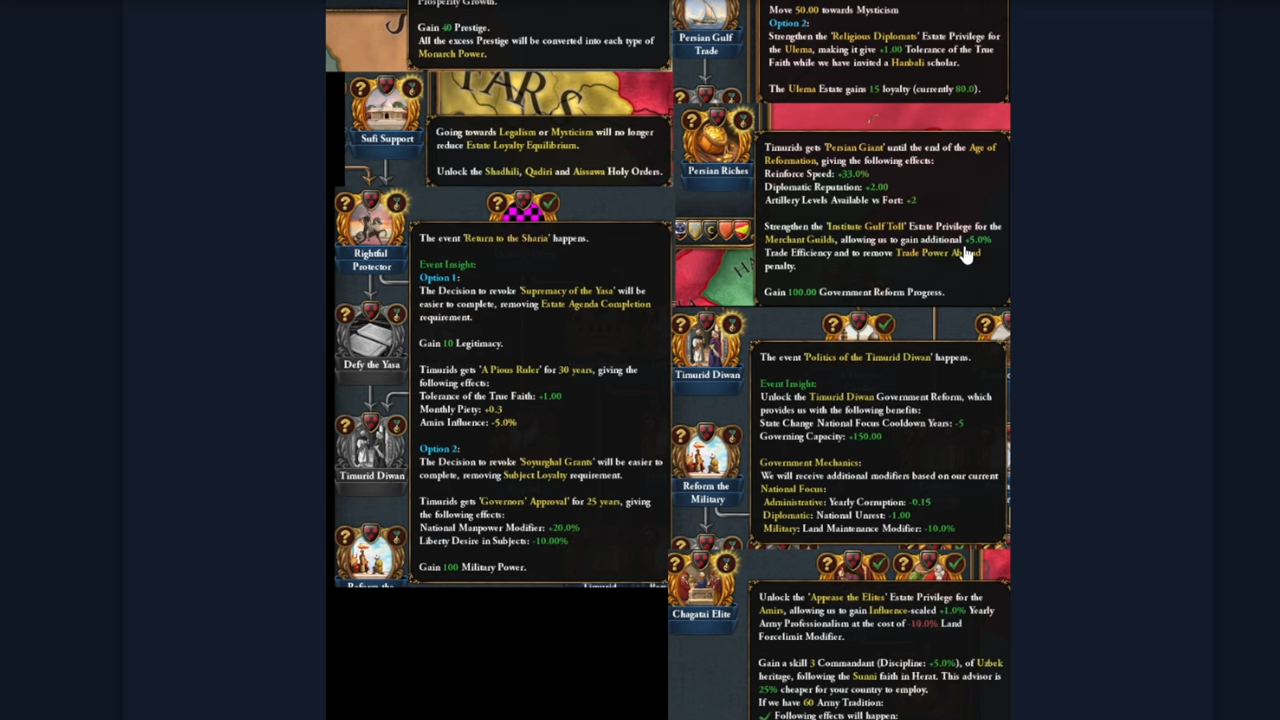 Prosperity Growth.
Gain 40 Prestige.
All the excess Prestige will be converted into each type of
Monarch Power.
TARS
Sufi Support
Going towards Legalism or Mysticism will no longer
reduce Estate Loyalty Equilibrium.
Unlock the Shadhili, Qadiri and Aissawa Holy Orders.
Rightful
Protector
Defy the Yasa
Timurid Diwan
The event 'Return to the Sharia' happens.
Event Insight:
Option 1:
The Decision to revoke 'Supremacy of the Yasa' will be
easier to complete, removing Estate Agenda Completion
requirement.
Gain 10 Legitimacy.
Timurids gets 'A Pious Ruler' for 30 years, giving the
following effects:
Tolerance of the True Faith: +1.00
Monthly Piety: +0.3
Amirs Influence: -5.0%
Option 2:
The Decision to revoke 'Soyurghal Grants' will be easier to
complete, removing Subject Loyalty requirement.
Timurids gets 'Governors' Approval' for 25 years, giving
the following effects:
National Manpower Modifier: +20.0%
Liberty Desire in Subjects: -10.00%
Gain 100 Military Power.
Reform the
Timurid
Persian Gulf
Trade
Move 50.00 towards Mysticism
Option 2:
Strengthen the 'Religious Diplomats' Estate Privilege for
the Ulema, making it give +1.00 Tolerance of the True
Faith while we have invited a Hanbali scholar.
The Ulema Estate gains 15 loyalty (currently 80.0).
Persian Riches
Timurids gets 'Persian Giant' until the end of the Age of
Reformation, giving the following effects:
Reinforce Speed: +33.0%
Diplomatic Reputation: +2.00
Artillery Levels Available vs Fort: +2
Strengthen the 'Institute Gulf Toll' Estate Privilege for the
Merchant Guilds, allowing us to gain additional +5.0%
Trade Efficiency and to remove Trade Power
penalty.
Gain 100.00 Government Reform Progress.
HA
Timurid Diwan
Reform the
Military
The event 'Politics of the Timurid Diwan' happens.
Event Insight:
Unlock the Timurid Diwan Government Reform, which
provides us with the following benefits:
State Change National Focus Cooldown Years: -5
Governing Capacity: +150.00
Government Mechanics:
We will receive additional modifiers based on our current
National Focus:
Administrative: Yearly Corruption: -0.15
Diplomatic: National Unrest: -1.00
Military: Land Maintenance Modifier: -10.0%
Chagatai Elite
Unlock the 'Appease the Elites' Estate Privilege for the
Amirs, allowing us to gain Influence-scaled +1.0% Yearly
Army Professionalism at the cost of -10.0% Land
Forcelimit Modifier.
Gain a skill 3 Commandant (Discipline: +5.0%), of Uzbek
heritage, following the Sunni faith in Herat. This advisor is
25% cheaper for your country to employ.
If we have 60 Army Tradition:
Following effects will happen: